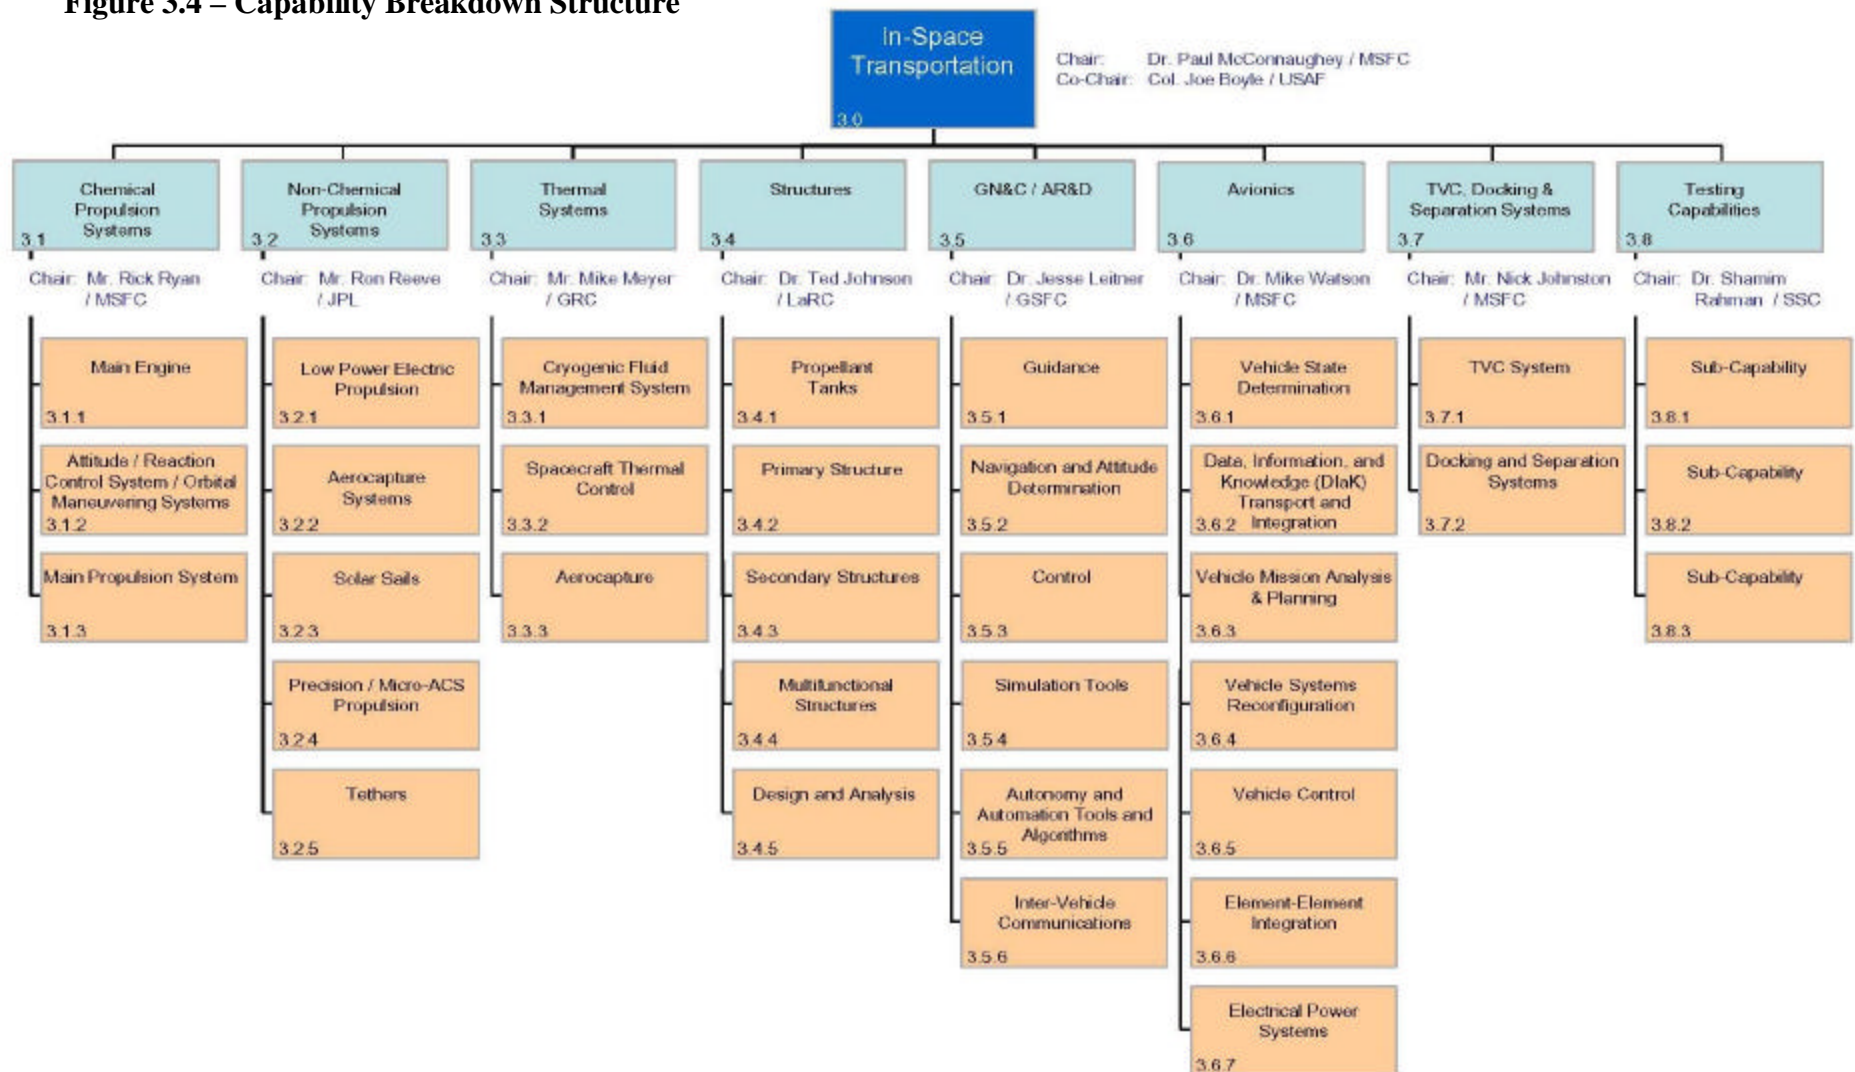 Figure 3.4 – Capability Breakdown Structure
In-Space
Transportation
3.0
Chair: Dr. Paul McConnaughey / MSFC
Co-Chair: Col. Joe Boyle / USAF
Chemical
Propulsion
Systems
3.1
Chair: Mr. Rick Ryan
/ MSFC
Main Engine
3.1.1
Attitude / Reaction
Control System / Orbital
Maneuvering Systems
3.1.2
Main Propulsion System
3.1.3
Non-Chemical
Propulsion
Systems
3.2
Chair: Mr. Ron Reeve
/ JPL
Low Power Electric
Propulsion
3.2.1
Aerocapture
Systems
3.2.2
Solar Sails
3.2.3
Precision / Micro-ACS
Propulsion
3.2.4
Tethers
3.2.5
Thermal
Systems
3.3
Chair: Mr. Mike Meyer
/ GRC
Cryogenic Fluid
Management System
3.3.1
Spacecraft Thermal
Control
3.3.2
Aerocapture
3.3.3
Structures
3.4
Chair: Dr. Ted Johnson
/ LaRC
Propellant
Tanks
3.4.1
Primary Structure
3.4.2
Secondary Structures
3.4.3
Multifunctional
Structures
3.4.4
Design and Analysis
3.4.5
GN&C / AR&D
3.5
Chair: Dr. Jesse Leitner
/ GSFC
Guidance
3.5.1
Navigation and Attitude
Determination
3.5.2
Control
3.5.3
Simulation Tools
3.5.4
Autonomy and
Automation Tools and
Algorithms
3.5.5
Inter-Vehicle
Communications
3.5.6
Avionics
3.6
Chair: Dr. Mike Watson
/ MSFC
Vehicle State
Determination
3.6.1
Data, Information, and
Knowledge (DIaK)
Transport and
3.6.2 Integration
Vehicle Mission Analysis
& Planning
3.6.3
Vehicle Systems
Reconfiguration
3.6.4
Vehicle Control
3.6.5
Element-Element
Integration
3.6.6
Electrical Power
Systems
3.6.7
TVC, Docking &
Separation Systems
3.7
Chair: Mr. Nick Johnston
/ MSFC
TVC System
3.7.1
Docking and Separation
Systems
3.7.2
Testing
Capabilities
3.8
Chair: Dr. Shamim
Rahman / SSC
Sub-Capability
3.8.1
Sub-Capability
3.8.2
Sub-Capability
3.8.3